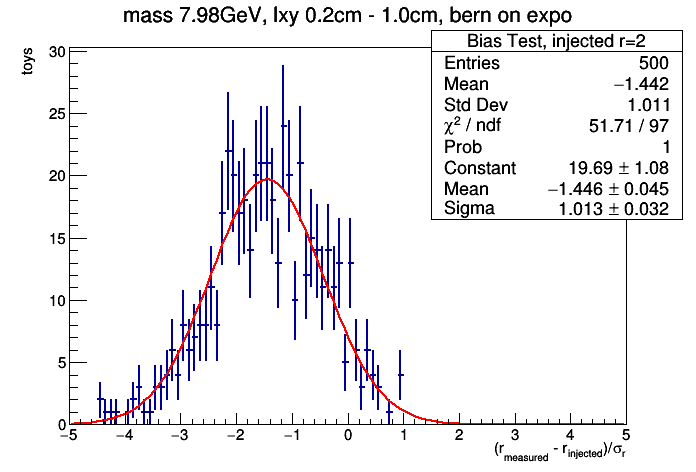 mass 7.98GeV, lxy 0.2cm - 1.0cm, bern on expo
Bias Test, injected r=2
Entries 500
Mean −1.442
Std Dev 1.011
χ² / ndf 51.71 / 97
Prob 1
Constant 19.69 ± 1.08
Mean −1.446 ± 0.045
Sigma 1.013 ± 0.032
toys
30
25
20
15
10
5
0
−5 −4 −3 −2 −1 0 1 2 3 4 5
(r_measured - r_injected)/σ_r